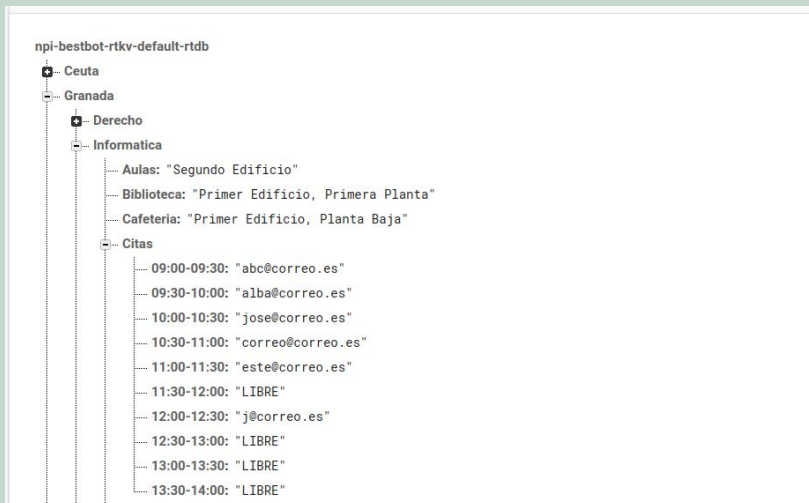 npi-bestbot-rtkv-default-rtdb
Ceuta
Granada
Derecho
Informatica
Aulas: "Segundo Edificio"
Biblioteca: "Primer Edificio, Primera Planta"
Cafeteria: "Primer Edificio, Planta Baja"
Citas
09:00-09:30: "abc@correo.es"
09:30-10:00: "alba@correo.es"
10:00-10:30: "jose@correo.es"
10:30-11:00: "correo@correo.es"
11:00-11:30: "este@correo.es"
11:30-12:00: "LIBRE"
12:00-12:30: "j@correo.es"
12:30-13:00: "LIBRE"
13:00-13:30: "LIBRE"
13:30-14:00: "LIBRE"